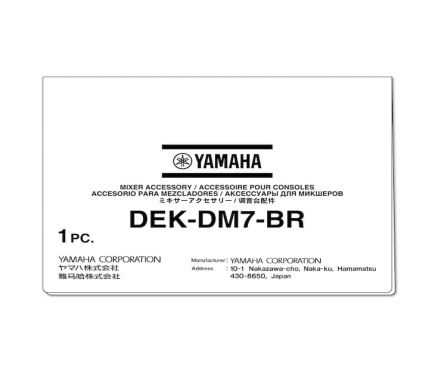 YAMAHA
MIXER ACCESSORY / ACCESSOIRE POUR CONSOLES
ACCESORIO PARA MEZCLADORES / АКСЕССУАРЫ ДЛЯ МИКШЕРОВ
ミキサーアクセサリー / 调音台配件
DEK-DM7-BR
1 PC.
YAMAHA CORPORATION
ヤマハ株式会社
雅马哈株式会社
Manufacturer : YAMAHA CORPORATION
Address : 10-1 Nakazawa-cho, Naka-ku, Hamamatsu
430-8650, Japan